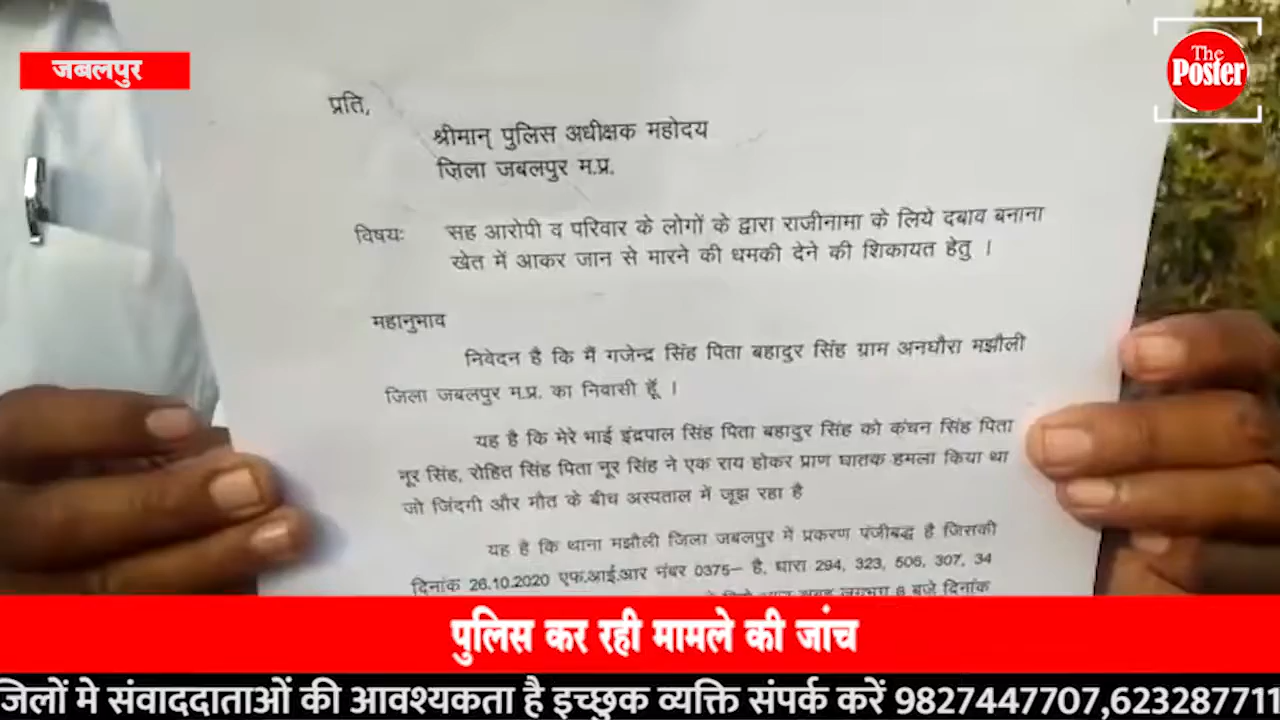 जबलपुर
The
Poster
प्रति,
श्रीमान् पुलिस अधीक्षक महोदय
ज़िला जबलपुर म.प्र.
विषयः सह आरोपी व परिवार के लोगों के द्वारा राजीनामा के लिये दबाव बनाना
खेत में आकर जान से मारने की धमकी देने की शिकायत हेतु ।
महानुभाव
निवेदन है कि मैं गजेन्द्र सिंह पिता बहादुर सिंह ग्राम अनघौरा मझौली
जिला जबलपुर म.प्र. का निवासी हूँ ।
यह है कि मेरे भाई इंद्रपाल सिंह पिता बहादुर सिंह को कंचन सिंह पिता
नूर सिंह, रोहित सिंह पिता नूर सिंह ने एक राय होकर प्राण घातक हमला किया था
जो जिंदगी और मौत के बीच अस्पताल में जूझ रहा है
यह है कि थाना मझौली जिला जबलपुर में प्रकरण पंजीबद्ध है जिसकी
दिनांक 26.10.2020 एफ.आई.आर नंबर 0375– है, धारा 294, 323, 506, 307, 34
लगभग 6 बजे दिनांक
पुलिस कर रही मामले की जांच
जिलों मे संवाददाताओं की आवश्यकता है इच्छुक व्यक्ति संपर्क करें 9827447707,623287711